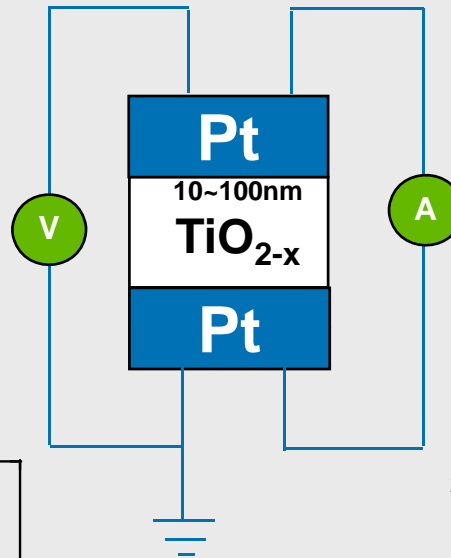 Pt
V
10~100nm
A
TiO2-x
Pt